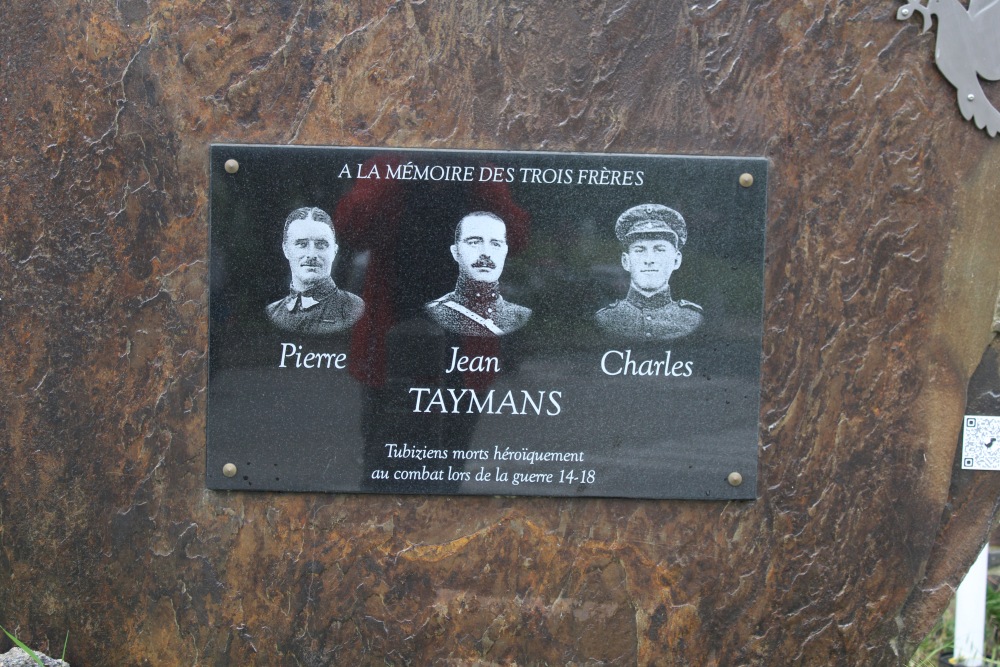 A LA MÉMOIRE DES TROIS FRÈRES
Pierre Jean Charles
TAYMANS
Tubiziens morts héroïquement
au combat lors de la guerre 14-18